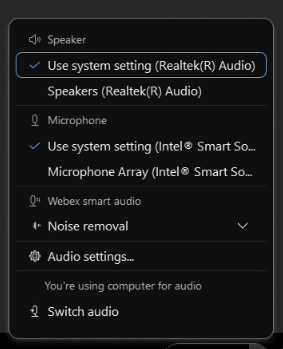 Speaker
Use system setting (Realtek(R) Audio)
Speakers (Realtek(R) Audio)
Microphone
Use system setting (Intel® Smart So...
Microphone Array (Intel® Smart So...
Webex smart audio
Noise removal
Audio settings...
You're using computer for audio
Switch audio